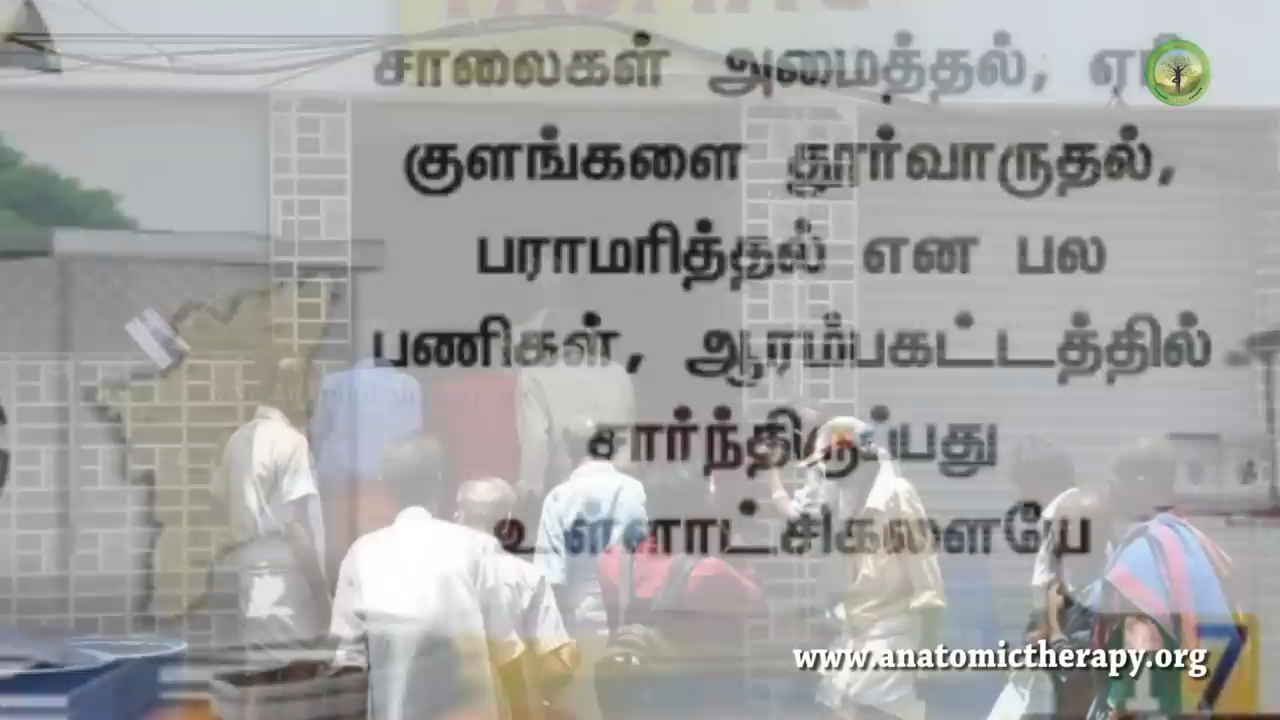 சாலைகள் அமைத்தல், ஏரி
குளங்களை தூர்வாருதல்,
பராமரித்தல் என பல
பணிகள், ஆரம்பகட்டத்தில்
சார்ந்திருப்பது
உள்ளாட்சிகளையே
www.anatomictherapy.org